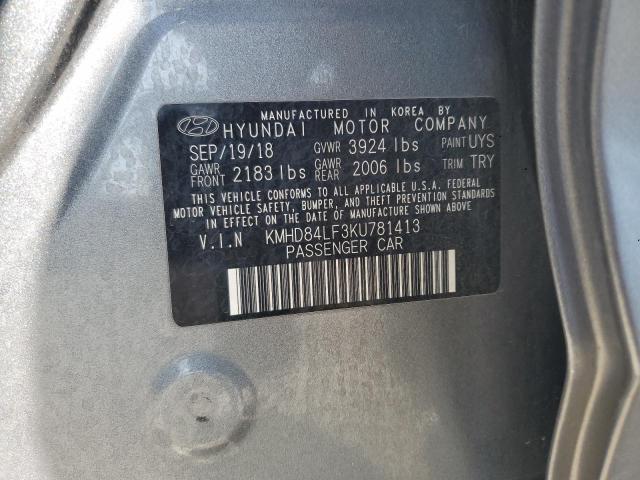 MANUFACTURED IN KOREA BY
HYUNDAI MOTOR COMPANY
SEP/19/18 GVWR 3924 lbs PAINT UYS
GAWR FRONT 2183 lbs GAWR REAR 2006 lbs TRIM TRY
THIS VEHICLE CONFORMS TO ALL APPLICABLE U.S.A. FEDERAL
MOTOR VEHICLE SAFETY, BUMPER, AND THEFT PREVENTION STANDARDS
IN EFFECT ON THE DATE OF MANUFACTURE SHOWN ABOVE.
V.I.N KMHD84LF3KU781413
PASSENGER CAR